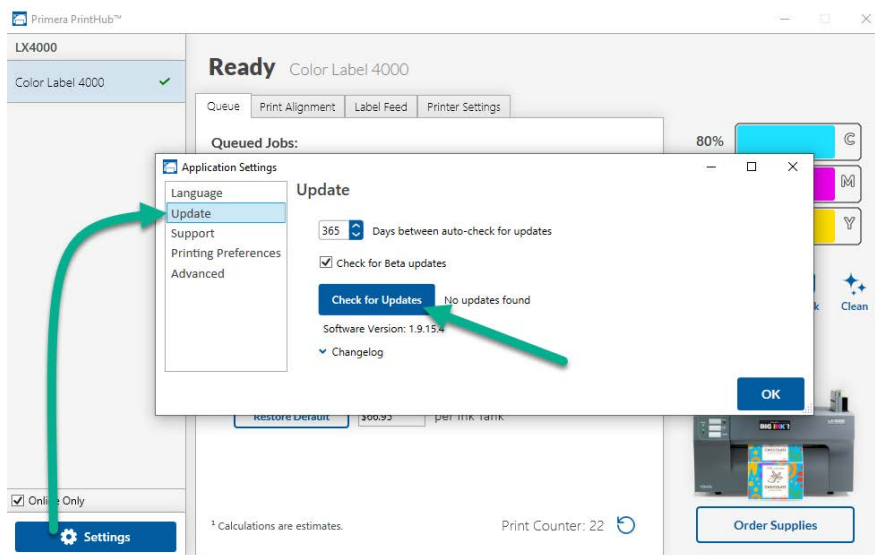 Primera PrintHub™
LX4000
Color Label 4000
Ready Color Label 4000
Queue Print Alignment Label Feed Printer Settings
Queued Jobs:
80% C
M
Y
Clean
Application Settings
Language
Update
Support
Printing Preferences
Advanced
Update
365 Days between auto-check for updates
Check for Beta updates
Check for Updates No updates found
Software Version: 1.9.15.4
Changelog
OK
Restore Default $66.95 per Ink Tank
BIG INK!
Online Only
Settings
¹ Calculations are estimates.
Print Counter: 22
Order Supplies